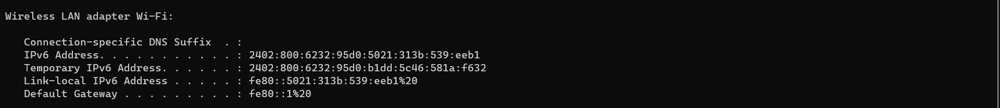 Wireless LAN adapter Wi-Fi:
Connection-specific DNS Suffix  . :
IPv6 Address. . . . . . . . . . . : 2402:800:6232:95d0:5021:313b:539:eeb1
Temporary IPv6 Address. . . . . . : 2402:800:6232:95d0:b1dd:5c46:581a:f632
Link-local IPv6 Address . . . . . : fe80::5021:313b:539:eeb1%20
Default Gateway . . . . . . . . . : fe80::1%20